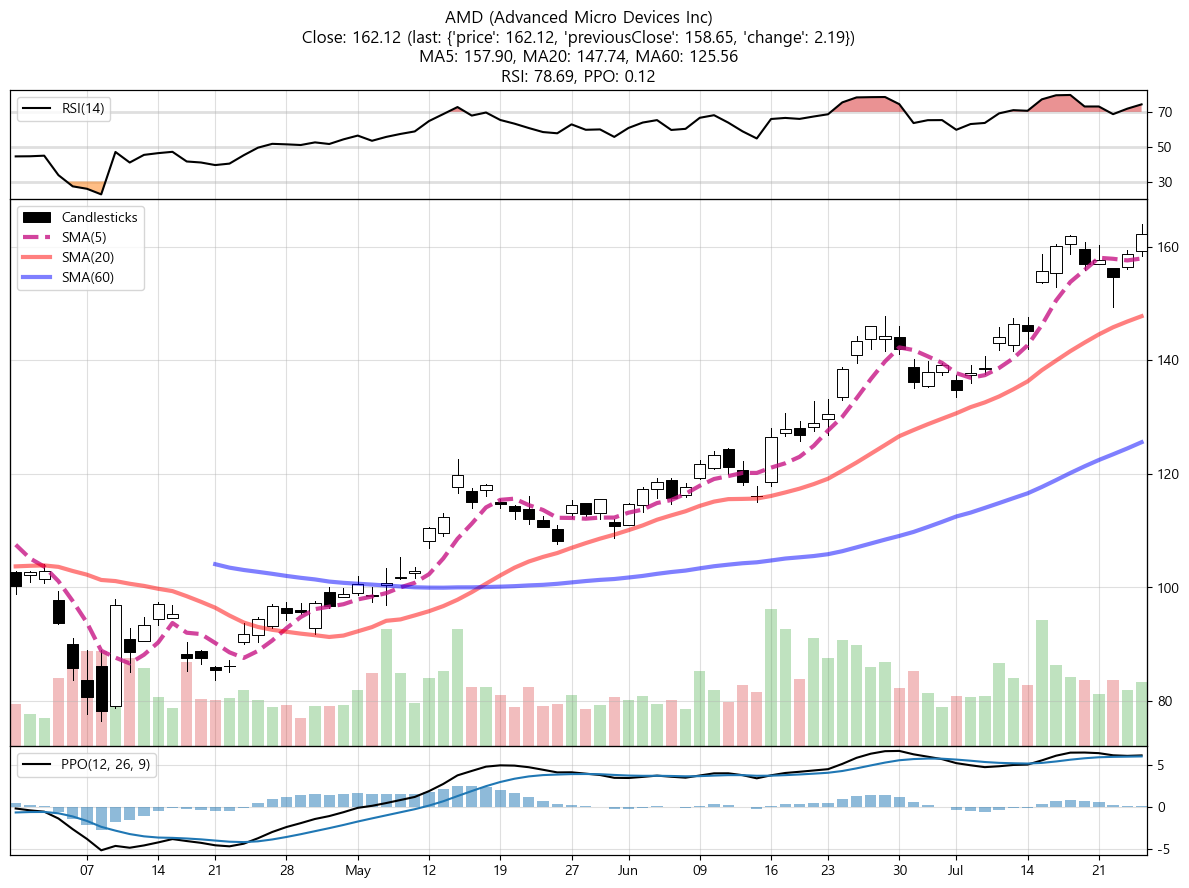 AMD (Advanced Micro Devices Inc)
Close: 162.12 (last: {'price': 162.12, 'previousClose': 158.65, 'change': 2.19})
MA5: 157.90, MA20: 147.74, MA60: 125.56
RSI: 78.69, PPO: 0.12
RSI(14)
70
50
30
Candlesticks
SMA(5)
SMA(20)
SMA(60)
160
140
120
100
80
PPO(12, 26, 9)
5
0
-5
07 14 21 28 May 12 19 27 Jun 09 16 23 30 Jul 14 21